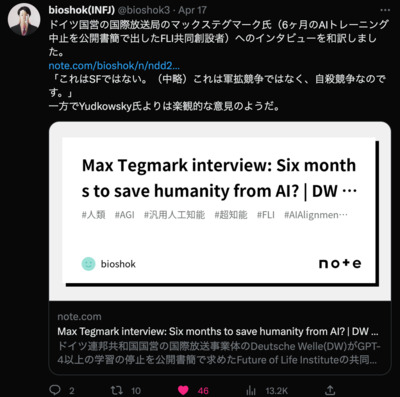 bioshok(INFJ) @bioshok3 · Apr 17
ドイツ国営の国際放送局のマックステグマーク氏（6ヶ月のAIトレーニング
中止を公開書簡で出したFLI共同創設者）へのインタビューを和訳しまし
た。
note.com/bioshok/n/ndd2...
「これはSFではない。（中略）これは軍拡競争ではなく、自殺競争なので
す。」
一方でYudkowsky氏よりは楽観的な意見のようだ。
Max Tegmark interview: Six month
s to save humanity from AI? | DW ...
#人類 #AGI #汎用人工知能 #超知能 #FLI #AIAlignmen...
bioshok
note
note.com
Max Tegmark interview: Six months to save humanity from AI? | DW ...
ドイツ連邦共和国国営の国際放送事業体のDeutsche Welle(DW)がGPT-
4以上の学習の停止を公開書簡で求めたFuture of Life Instituteの共同...
2 10 46 13.2K